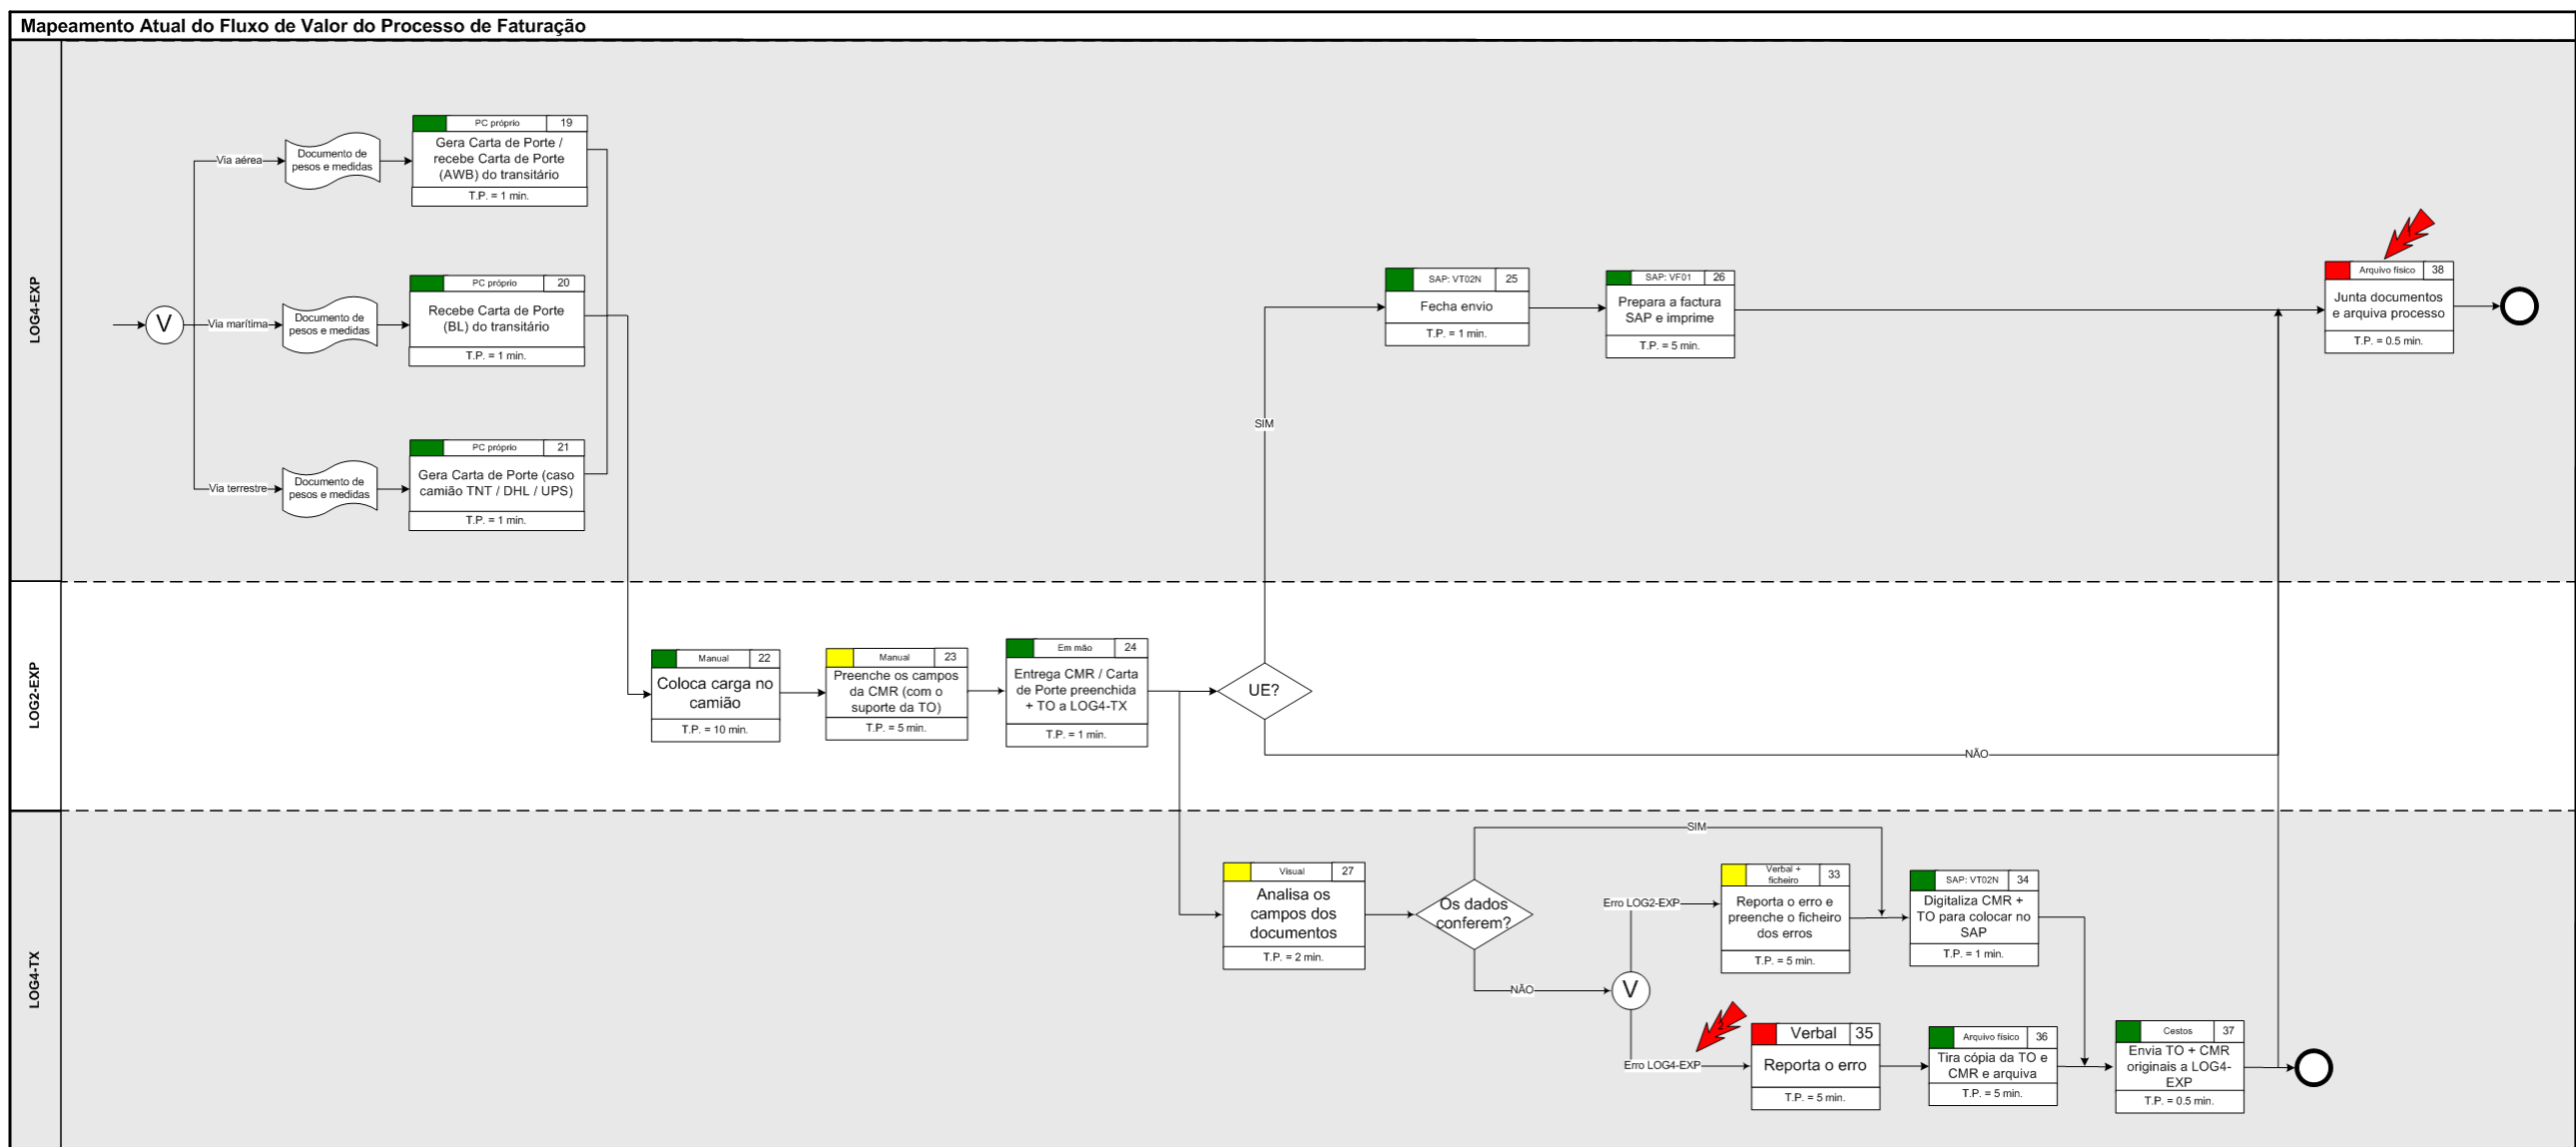 Mapeamento Atual do Fluxo de Valor do Processo de Faturação
LOG4-EXP
V
Via aérea
Documento de
pesos e medidas
PC próprio
19
Gera Carta de Porte /
recebe Carta de Porte
(AWB) do transitário
T.P. = 1 min.
Via marítima
Documento de
pesos e medidas
PC próprio
20
Recebe Carta de Porte
(BL) do transitário
T.P. = 1 min.
Via terrestre
Documento de
pesos e medidas
PC próprio
21
Gera Carta de Porte (caso
camião TNT / DHL / UPS)
T.P. = 1 min.
SIM
SAP: VT02N
25
Fecha envio
T.P. = 1 min.
SAP: VF01
26
Prepara a factura
SAP e imprime
T.P. = 5 min.
1
Arquivo físico
38
Junta documentos
e arquiva processo
T.P. = 0.5 min.
LOG2-EXP
Manual
22
Coloca carga no
camião
T.P. = 10 min.
Manual
23
Preenche os campos
da CMR (com o
suporte da TO)
T.P. = 5 min.
Em mão
24
Entrega CMR / Carta
de Porte preenchida
+ TO a LOG4-TX
T.P. = 1 min.
UE?
NÃO
LOG4-TX
Visual
27
Analisa os
campos dos
documentos
T.P. = 2 min.
Os dados
conferem?
SIM
NÃO
V
Erro LOG2-EXP
Verbal +
ficheiro
33
Reporta o erro e
preenche o ficheiro
dos erros
T.P. = 5 min.
SAP: VT02N
34
Digitaliza CMR +
TO para colocar no
SAP
T.P. = 1 min.
Erro LOG4-EXP
2
Verbal
35
Reporta o erro
T.P. = 5 min.
Arquivo físico
36
Tira cópia da TO e
CMR e arquiva
T.P. = 5 min.
Cestos
37
Envia TO + CMR
originais a LOG4-
EXP
T.P. = 0.5 min.